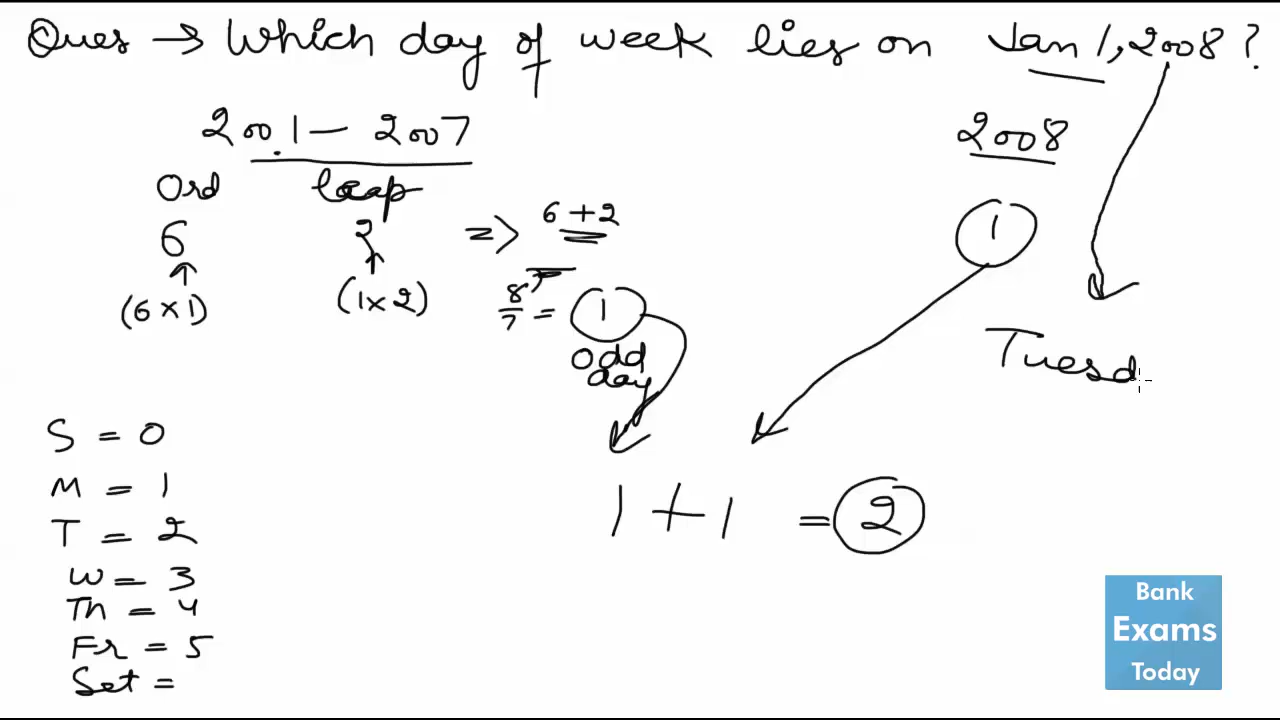 Ques → Which day of week lies on Jan 1, 2008 ?
2001 — 2007
2008
Ord leap
6 2 => 6 + 2
1
(6 x 1) (1 x 2)
8/7 = 1
odd
day
Tuesd
S = 0
M = 1
T = 2
W = 3
Th = 4
Fr = 5
Set =
1 + 1 = 2
Bank
Exams
Today